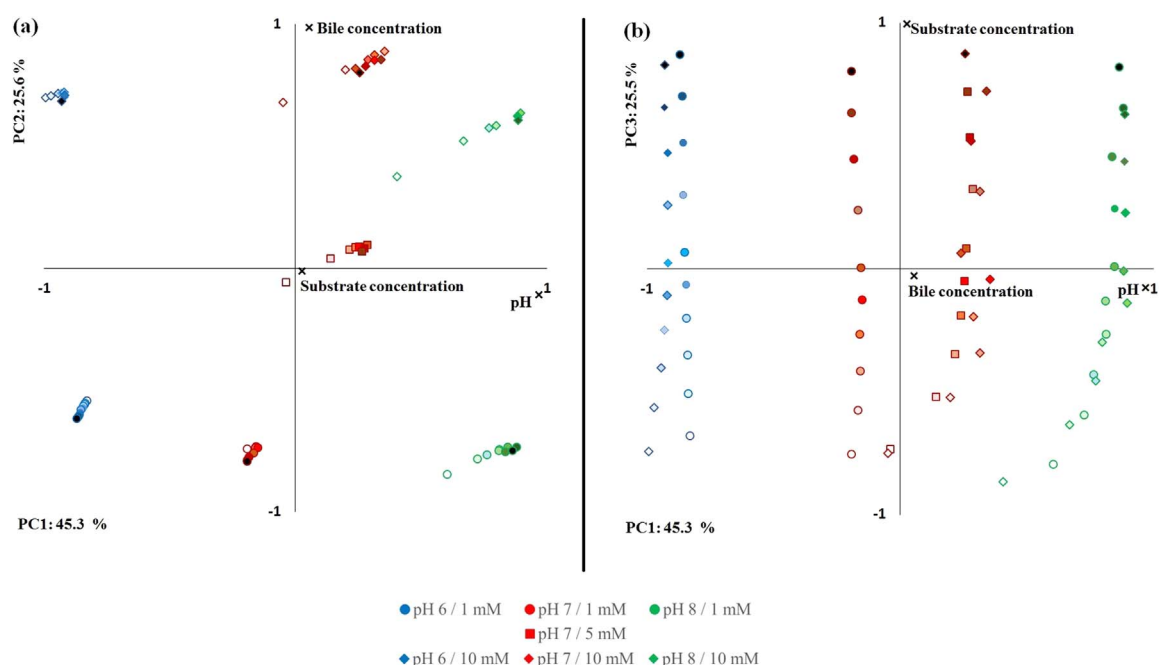 (a)
1
Bile concentration
PC2: 25.6 %
-1
Substrate concentration
pH
1
PC1: 45.3 %
-1
(b)
1
Substrate concentration
PC3: 25.5 %
-1
Bile concentration
pH
1
PC1: 45.3 %
-1
pH 6 / 1 mM
pH 7 / 1 mM
pH 8 / 1 mM
pH 7 / 5 mM
pH 6 / 10 mM
pH 7 / 10 mM
pH 8 / 10 mM